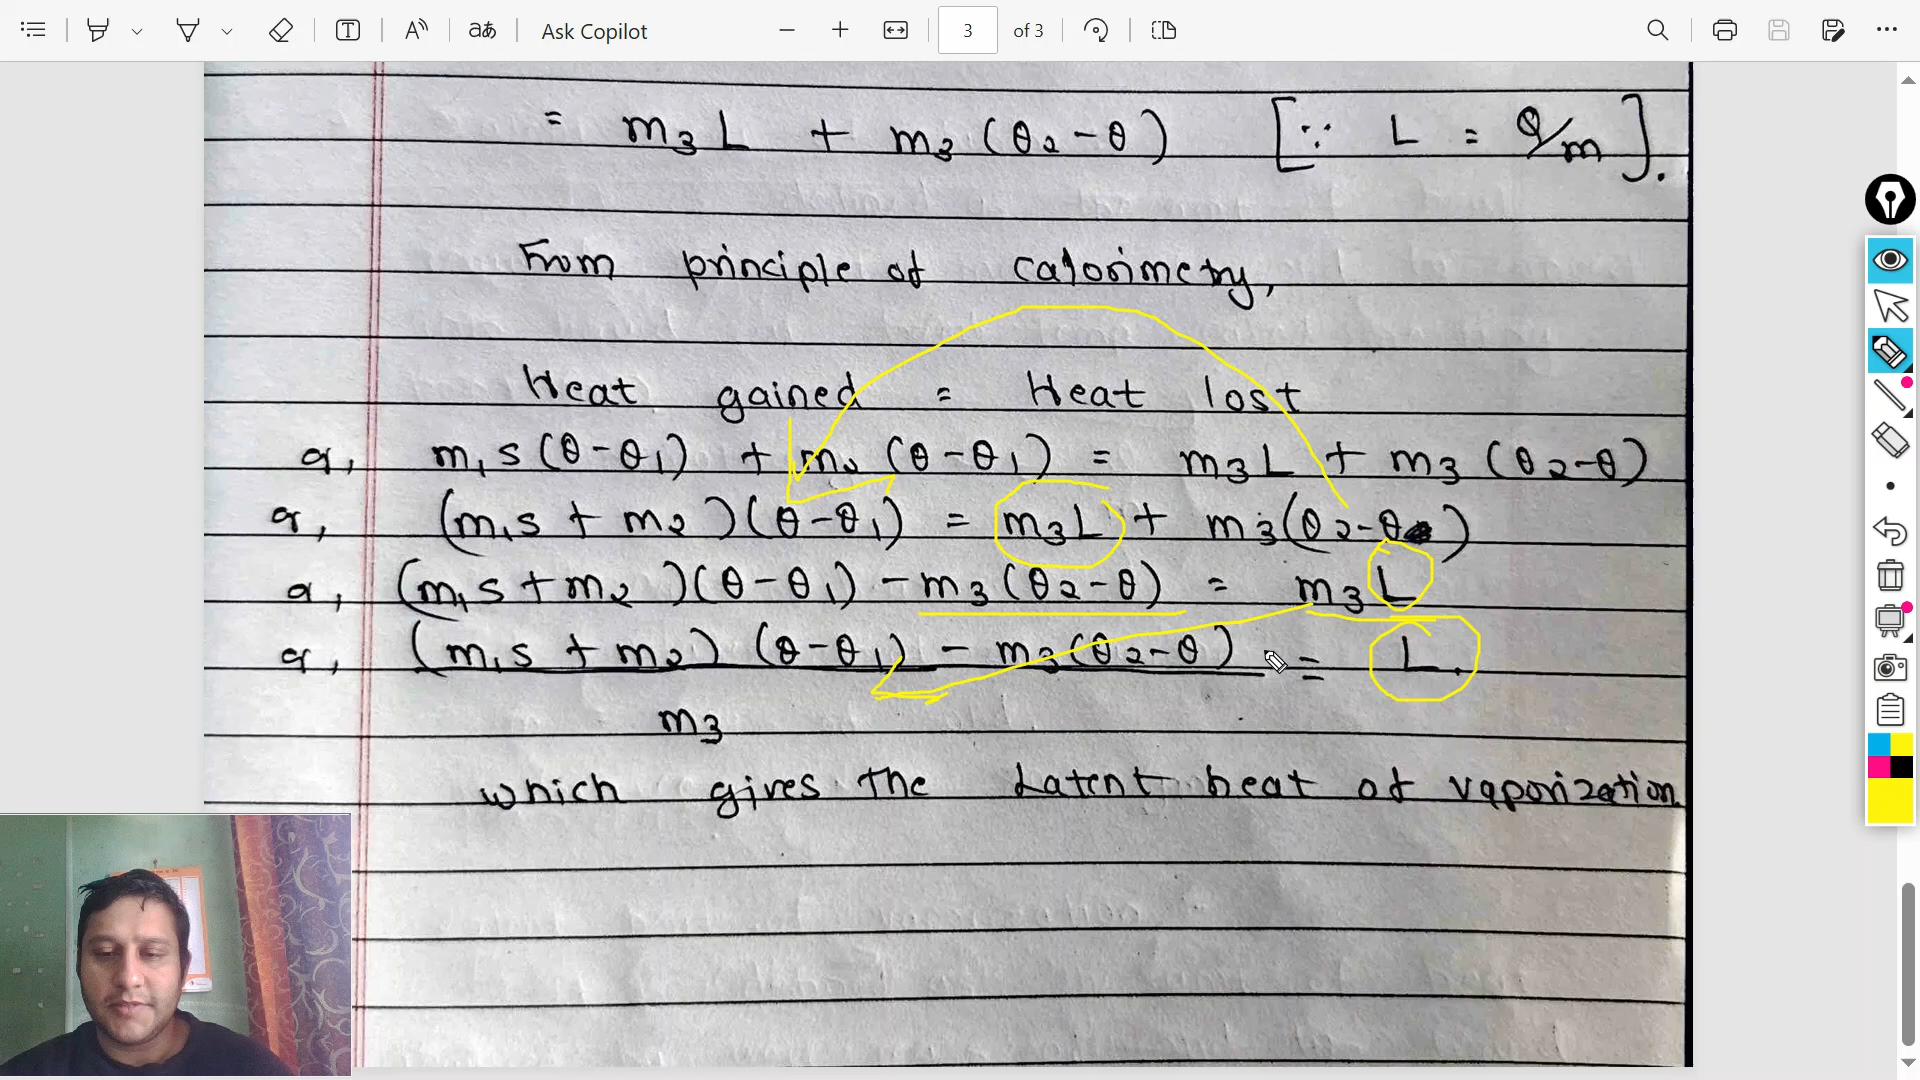 Ask Copilot 3 of 3
= m₃L + m₃(θ₂-θ) [∵ L = Q/m].
From principle of calorimetry,
Heat gained = Heat lost
or, m₁s(θ-θ₁) + m₂(θ-θ₁) = m₃L + m₃(θ₂-θ)
or, (m₁s + m₂)(θ-θ₁) = m₃L + m₃(θ₂-θ)
or, (m₁s+m₂)(θ-θ₁) - m₃(θ₂-θ) = m₃L
or, (m₁s + m₂)(θ-θ₁) - m₃(θ₂-θ) = L.
m₃
which gives the Latent heat of vaporization.